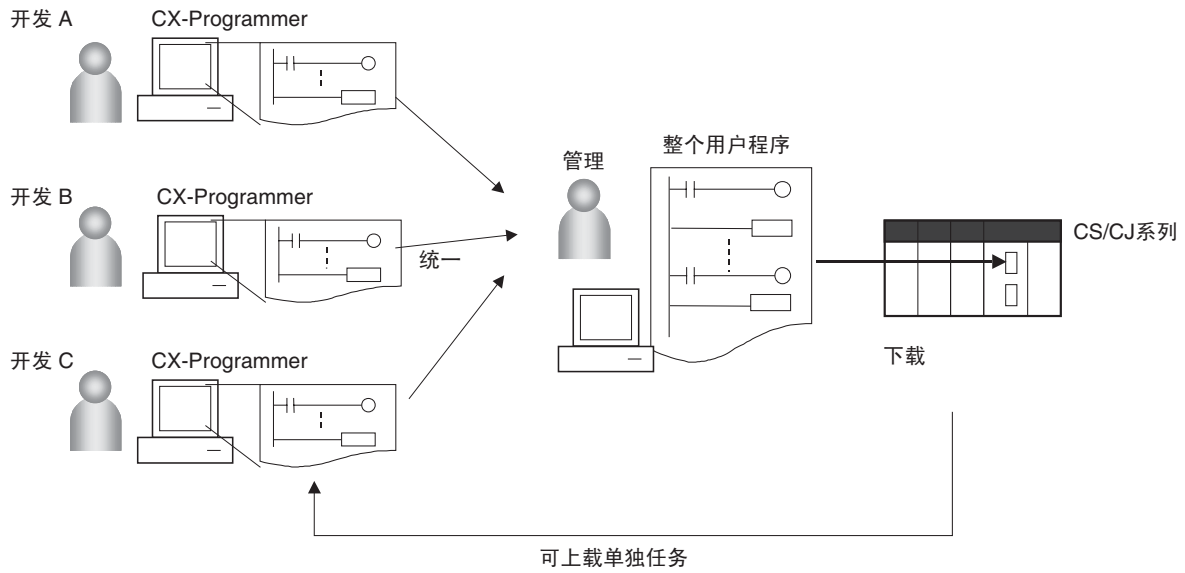 开发 A
CX-Programmer
开发 B
CX-Programmer
统一
开发 C
CX-Programmer
管理
整个用户程序
CS/CJ系列
下载
可上载单独任务